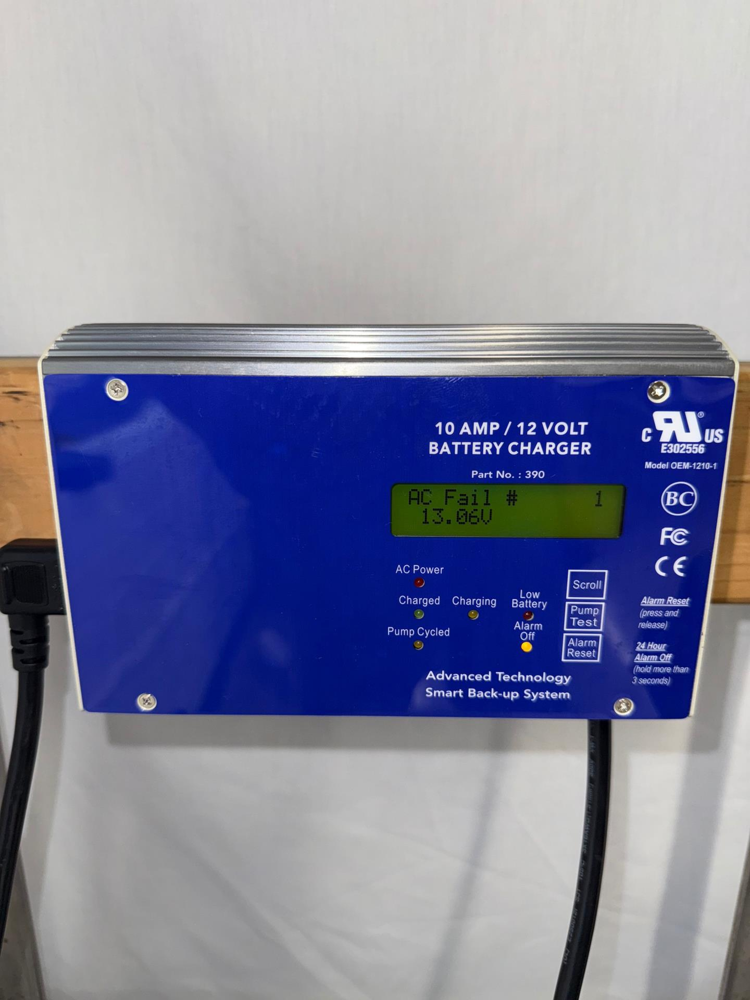 10 AMP / 12 VOLT
BATTERY CHARGER
Part No. : 390
AC Fail # 1
13.06V
AC Power
Charged
Charging
Low
Battery
Pump Cycled
Alarm
Off
Scroll
Pump
Test
Alarm
Reset
Advanced Technology
Smart Back-up System
C RU® US
E302556
Model OEM-1210-1
BC
FC
CE
Alarm Reset
(press and
release)
24 Hour
Alarm Off
(hold more than
3 seconds)